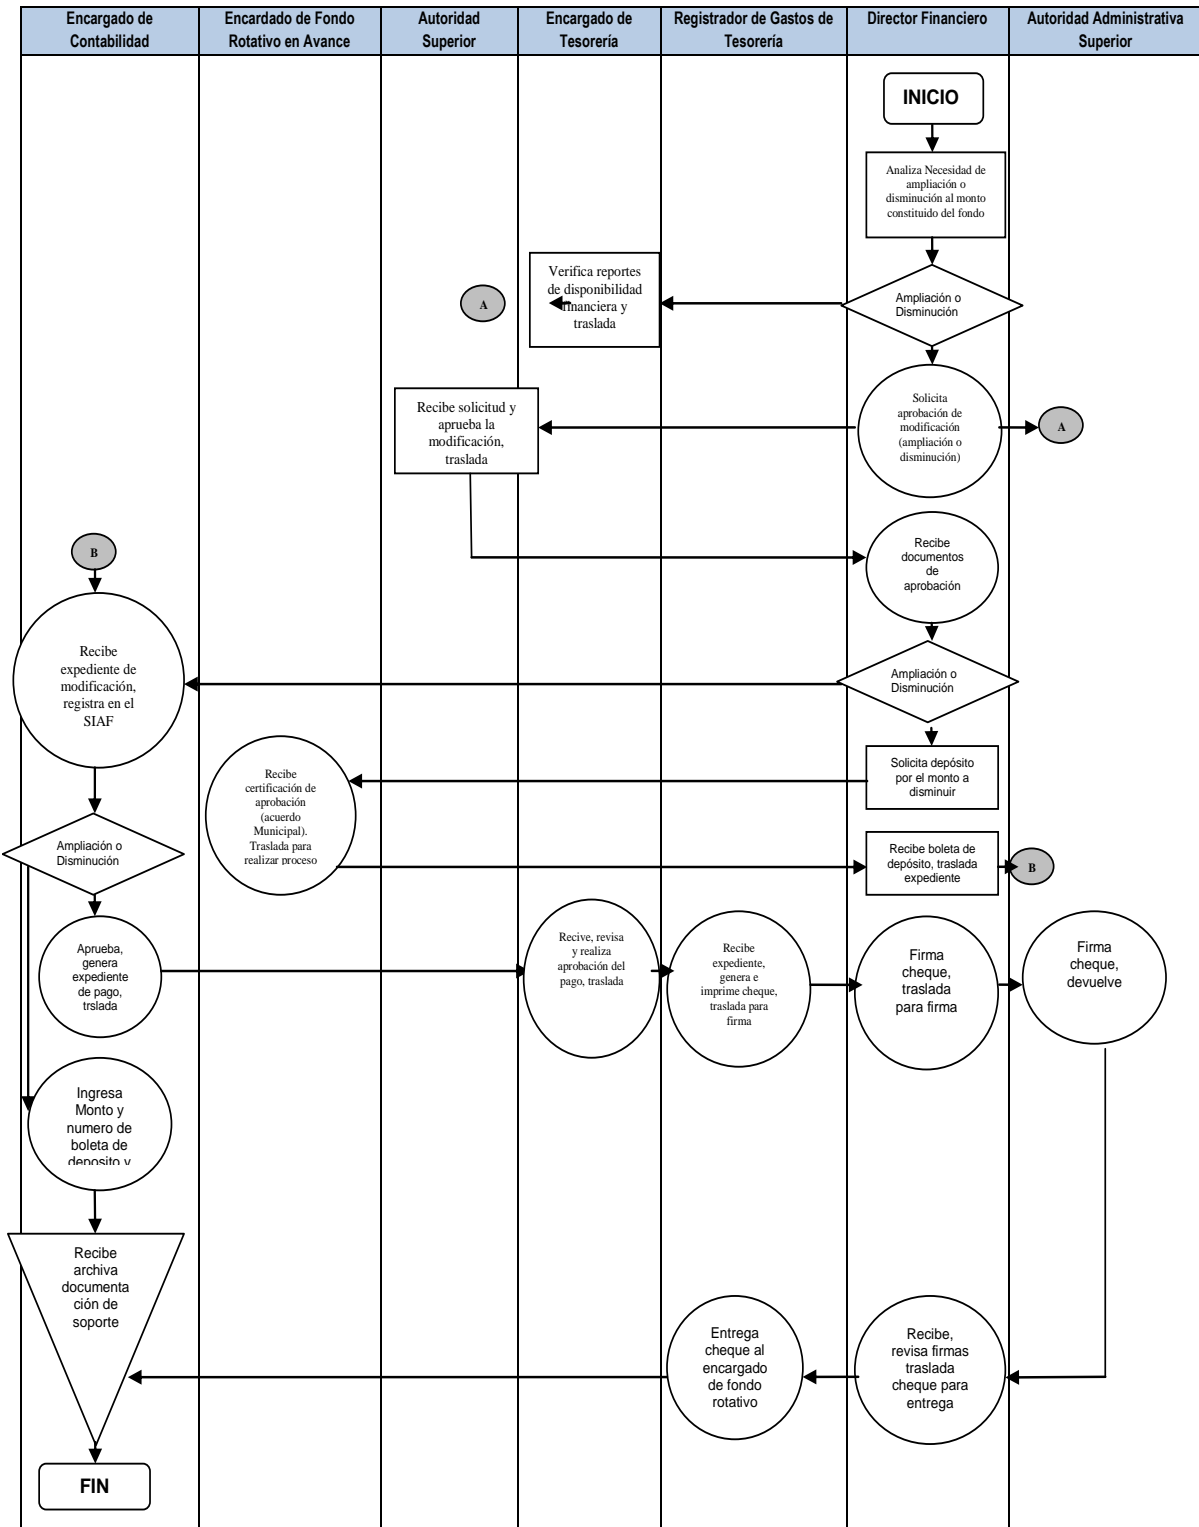 Encargado de
Contabilidad
Encardado de Fondo
Rotativo en Avance
Autoridad
Superior
Encargado de
Tesorería
Registrador de Gastos de
Tesorería
Director Financiero
Autoridad Administrativa
Superior
INICIO
Analiza Necesidad de
ampliación o
disminución al monto
constituido del fondo
Verifica reportes
de disponibilidad
financiera y
traslada
A
Ampliación o
Disminución
Recibe solicitud y
aprueba la
modificación,
traslada
Solicita
aprobación de
modificación
(ampliación o
disminución)
A
B
Recibe
documentos
de
aprobación
Recibe
expediente de
modificación,
registra en el
SIAF
Ampliación o
Disminución
Recibe
certificación de
aprobación
(acuerdo
Municipal).
Traslada para
realizar proceso
Solicita depósito
por el monto a
disminuir
Ampliación o
Disminución
Recibe boleta de
depósito, traslada
expediente
B
Aprueba,
genera
expediente
de pago,
trslada
Recive, revisa
y realiza
aprobación del
pago, traslada
Recibe
expediente,
genera e
imprime cheque,
traslada para
firma
Firma
cheque,
traslada
para firma
Firma
cheque,
devuelve
Ingresa
Monto y
numero de
boleta de
deposito y
Recibe
archiva
documenta
ción de
soporte
Entrega
cheque al
encargado
de fondo
rotativo
Recibe,
revisa firmas
traslada
cheque para
entrega
FIN